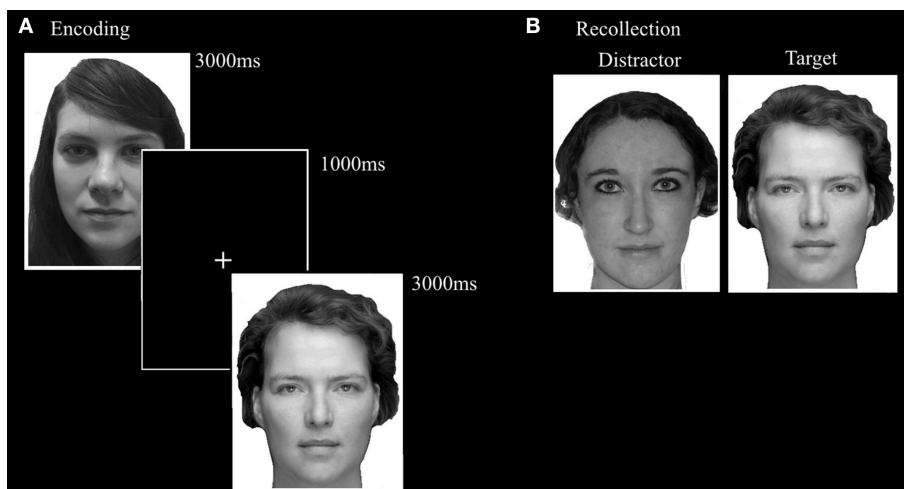 A Encoding
3000ms
1000ms
3000ms
B Recollection
Distractor Target